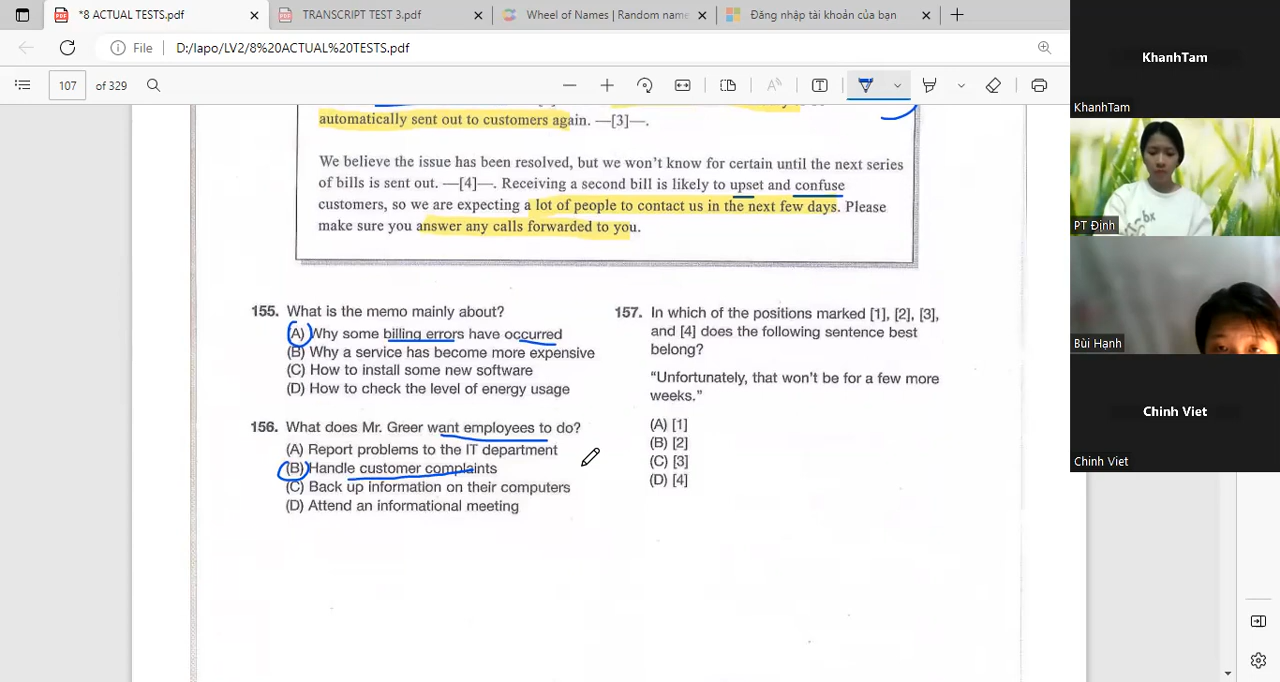 *8 ACTUAL TESTS.pdf
TRANSCRIPT TEST 3.pdf
Wheel of Names | Random name
Đăng nhập tài khoản của bạn
File
D:/lapo/LV2/8%20ACTUAL%20TESTS.pdf
107 of 329
automatically sent out to customers again. —[3]—.
We believe the issue has been resolved, but we won't know for certain until the next series
of bills is sent out. —[4]—. Receiving a second bill is likely to upset and confuse
customers, so we are expecting a lot of people to contact us in the next few days. Please
make sure you answer any calls forwarded to you.
155. What is the memo mainly about?
(A) Why some billing errors have occurred
(B) Why a service has become more expensive
(C) How to install some new software
(D) How to check the level of energy usage
156. What does Mr. Greer want employees to do?
(A) Report problems to the IT department
(B) Handle customer complaints
(C) Back up information on their computers
(D) Attend an informational meeting
157. In which of the positions marked [1], [2], [3],
and [4] does the following sentence best
belong?
“Unfortunately, that won't be for a few more
weeks.”
(A) [1]
(B) [2]
(C) [3]
(D) [4]
KhanhTam
KhanhTam
PT Định
Bùi Hạnh
Chinh Viet
Chinh Viet